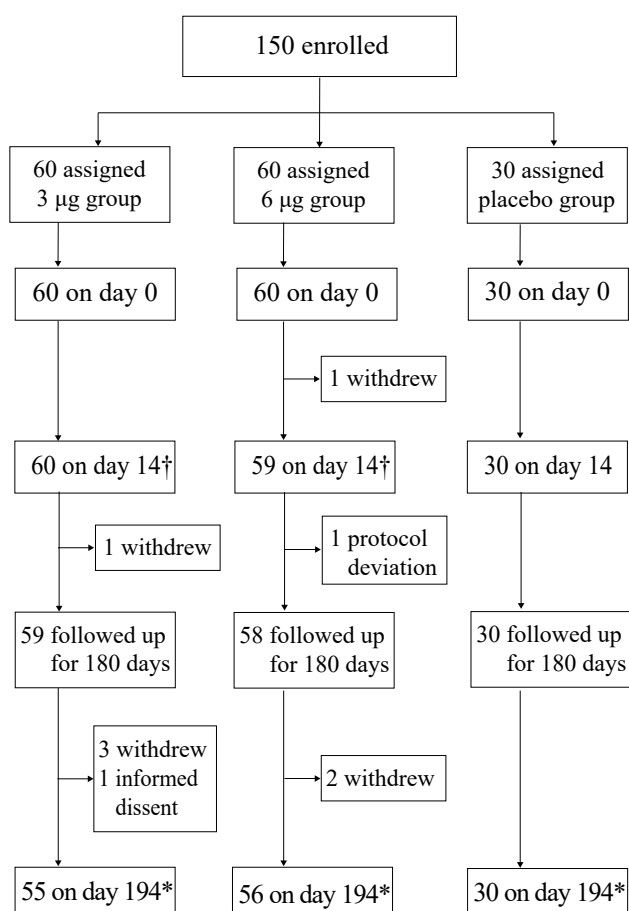 150 enrolled
60 assigned
3 μg group
60 assigned
6 μg group
30 assigned
placebo group
60 on day 0
60 on day 0
30 on day 0
1 withdrew
60 on day 14†
59 on day 14†
30 on day 14
1 withdrew
1 protocol
deviation
59 followed up
for 180 days
58 followed up
for 180 days
30 followed up
for 180 days
3 withdrew
1 informed
dissent
2 withdrew
55 on day 194*
56 on day 194*
30 on day 194*